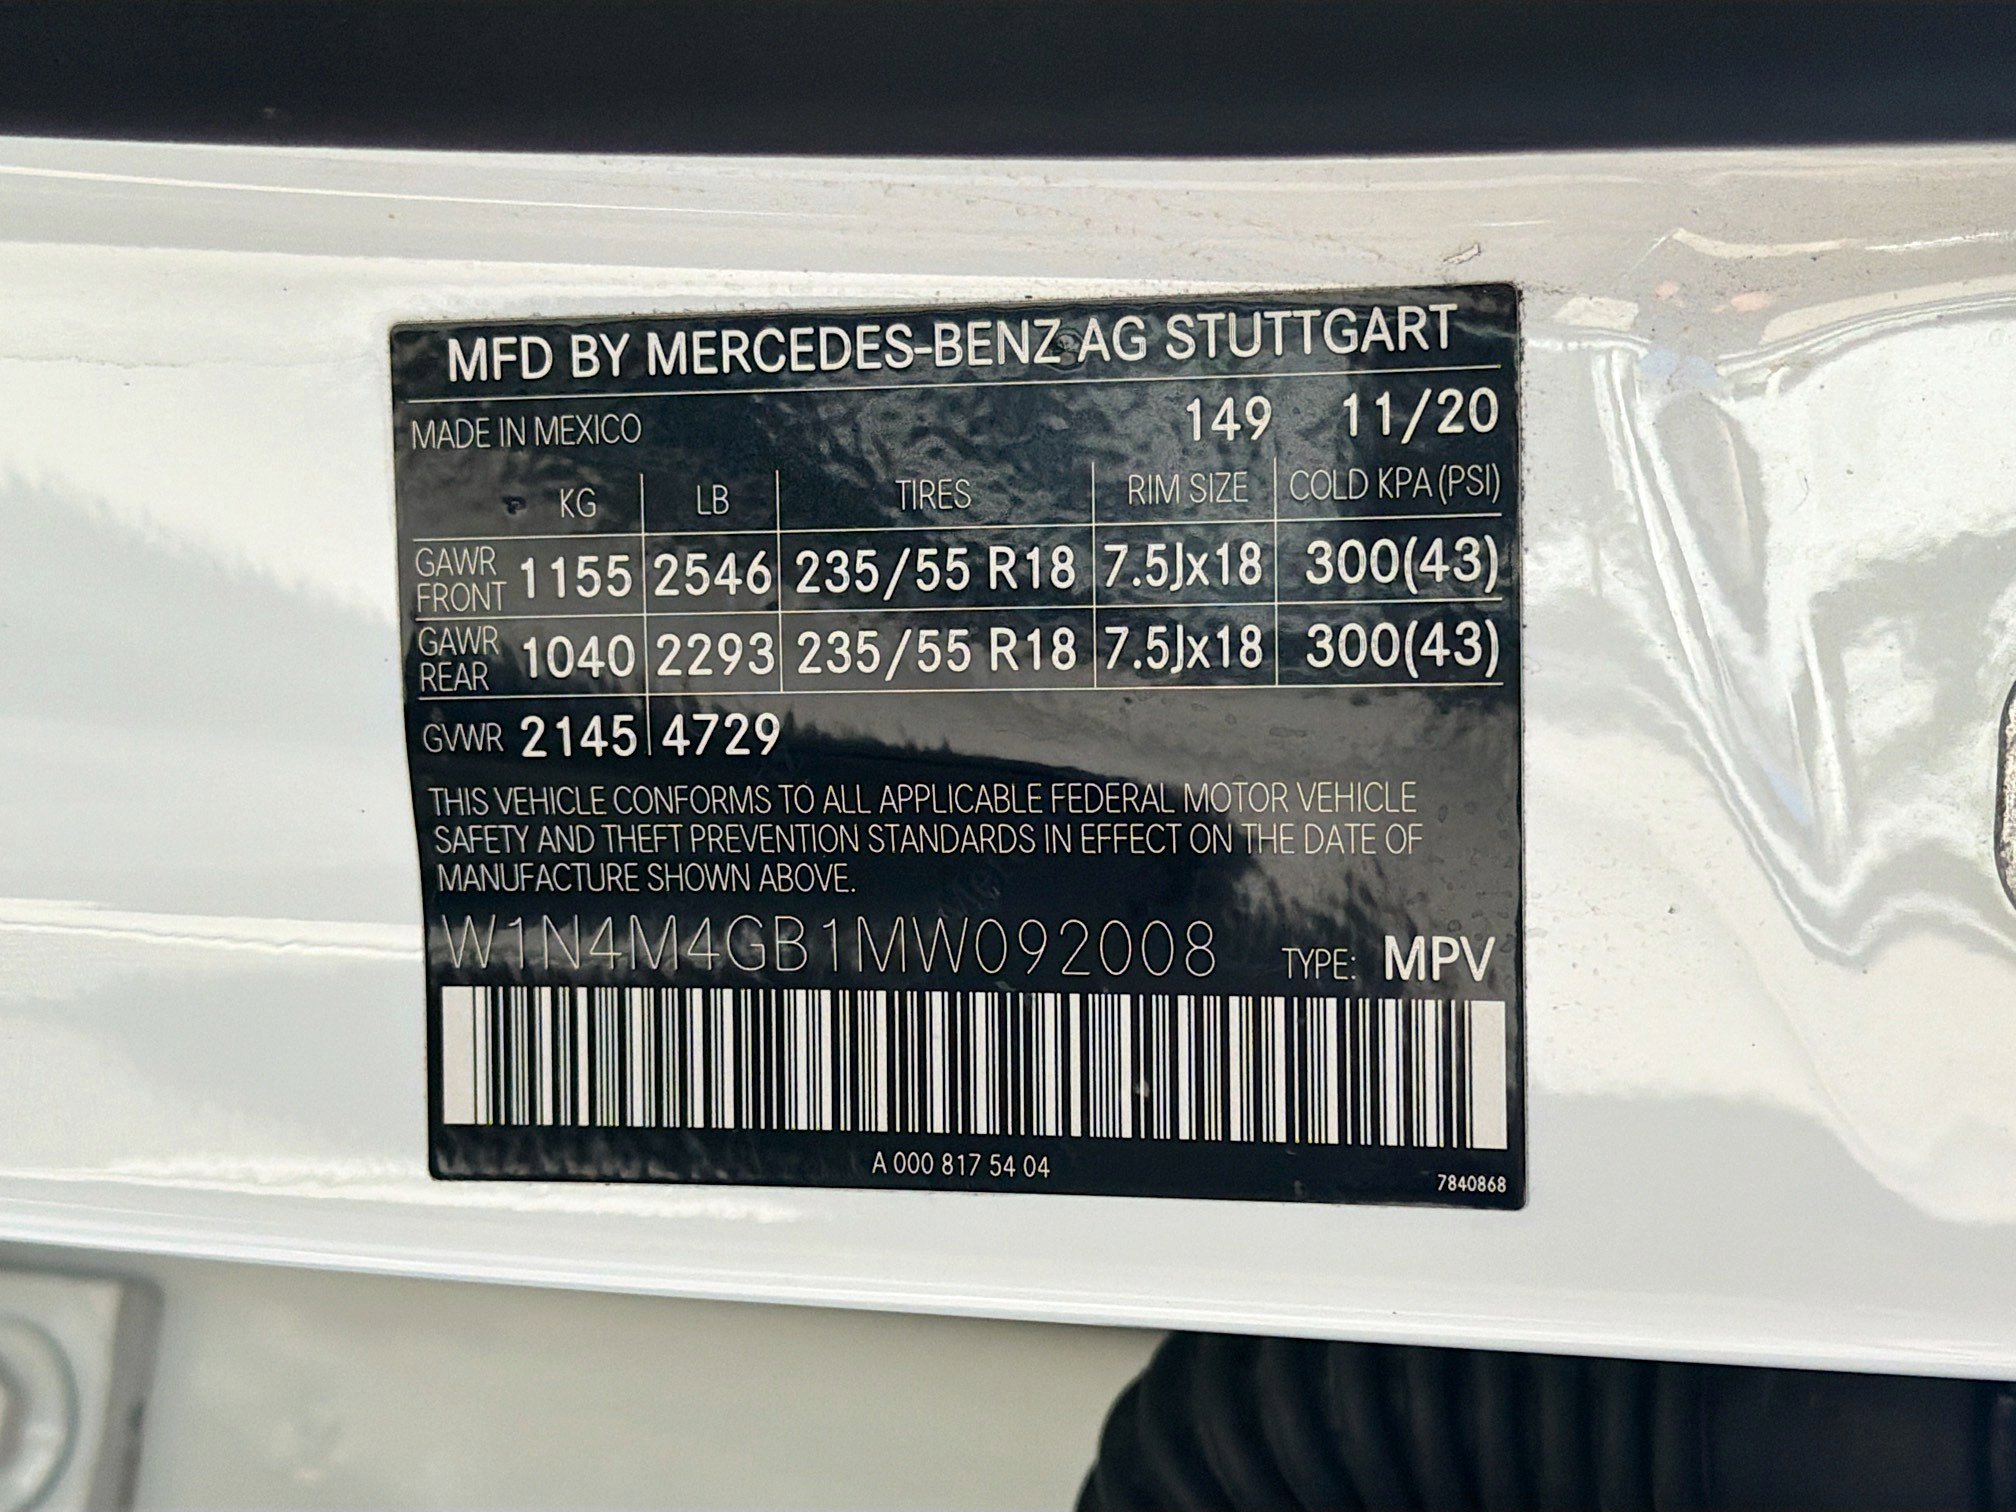 MFD BY MERCEDES-BENZ AG STUTTGART
MADE IN MEXICO 149 11/20
KG LB TIRES RIM SIZE COLD KPA (PSI)
GAWR FRONT 1155 2546 235/55 R18 7.5Jx18 300(43)
GAWR REAR 1040 2293 235/55 R18 7.5Jx18 300(43)
GVWR 2145 4729
THIS VEHICLE CONFORMS TO ALL APPLICABLE FEDERAL MOTOR VEHICLE
SAFETY AND THEFT PREVENTION STANDARDS IN EFFECT ON THE DATE OF
MANUFACTURE SHOWN ABOVE.
W1N4M4GB1MW092008 TYPE: MPV
A 000 817 54 04
7840868